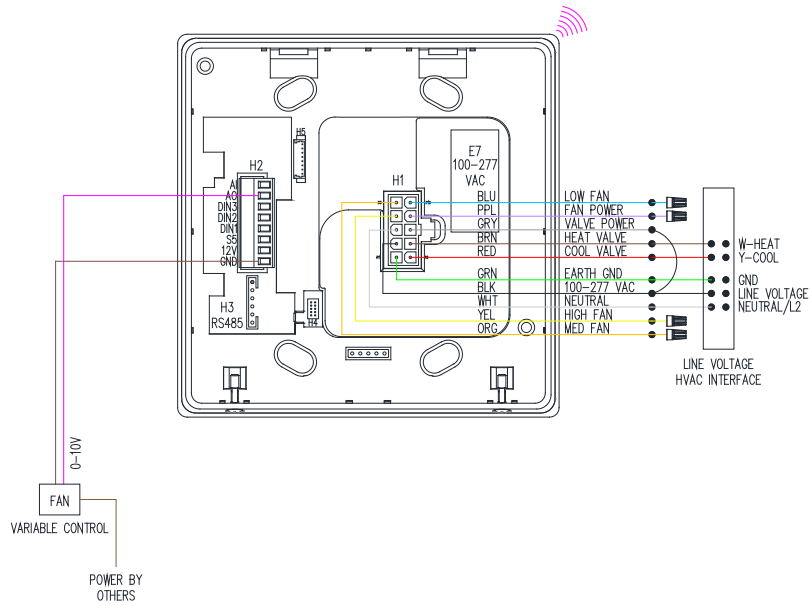 H5
H2
AI
AO
DIN3
DIN2
DIN1
S5
12V
GND
H3
RS485
H4
H1
E7
100-277
VAC
BLU LOW FAN
PPL FAN POWER
GRY VALVE POWER
BRN HEAT VALVE
RED COOL VALVE
GRN EARTH GND
BLK 100-277 VAC
WHT NEUTRAL
YEL HIGH FAN
ORG MED FAN
W-HEAT
Y-COOL
GND
LINE VOLTAGE
NEUTRAL/L2
LINE VOLTAGE
HVAC INTERFACE
0-10V
FAN
VARIABLE CONTROL
POWER BY
OTHERS